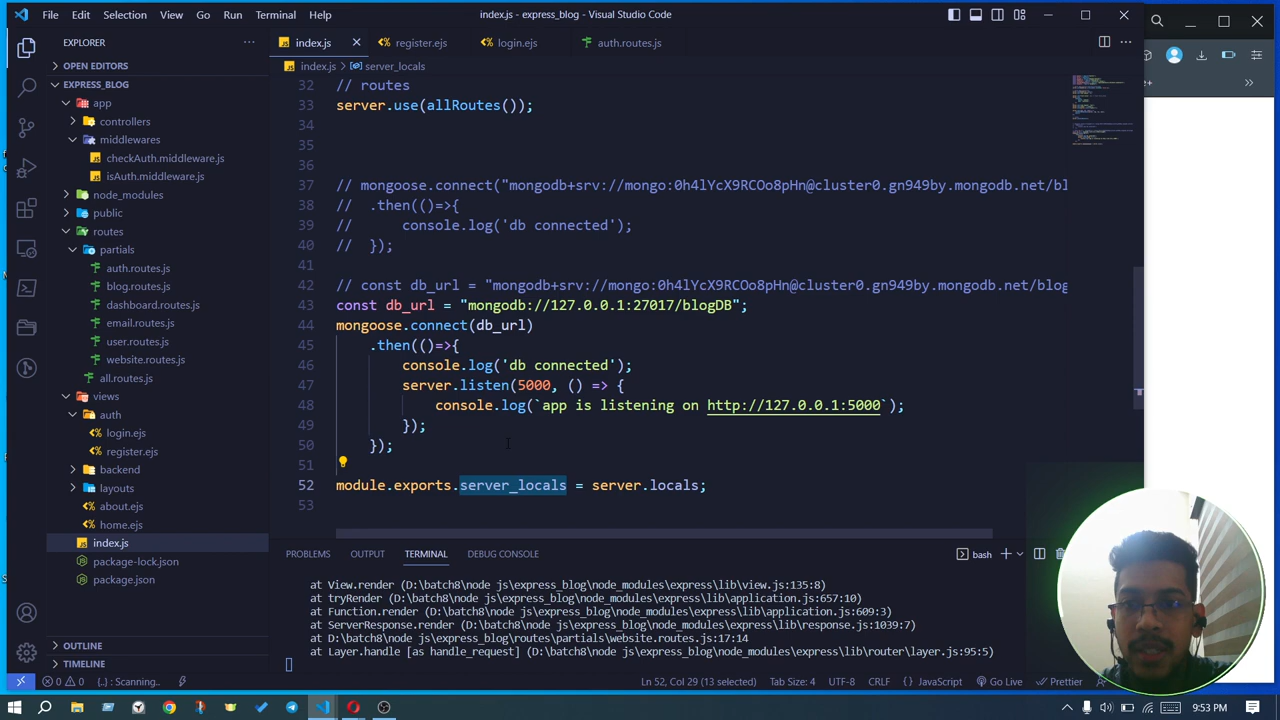 File Edit Selection View Go Run Terminal Help
index.js - express_blog - Visual Studio Code
EXPLORER
OPEN EDITORS
EXPRESS_BLOG
app
controllers
middlewares
checkAuth.middleware.js
isAuth.middleware.js
node_modules
public
routes
partials
auth.routes.js
blog.routes.js
dashboard.routes.js
email.routes.js
user.routes.js
website.routes.js
all.routes.js
views
auth
login.ejs
register.ejs
backend
layouts
about.ejs
home.ejs
index.js
package-lock.json
package.json
OUTLINE
TIMELINE
index.js register.ejs login.ejs auth.routes.js
index.js > server_locals
32 // routes
33 server.use(allRoutes());
34
35
36
37 // mongoose.connect("mongodb+srv://mongo:0h4lYcX9RCOo8pHn@cluster0.gn949by.mongodb.net/bl
38 // .then(()=>{
39 // console.log('db connected');
40 // });
41
42 // const db_url = "mongodb+srv://mongo:0h4lYcX9RCOo8pHn@cluster0.gn949by.mongodb.net/blog
43 const db_url = "mongodb://127.0.0.1:27017/blogDB";
44 mongoose.connect(db_url)
45 .then(()=>{
46 console.log('db connected');
47 server.listen(5000, () => {
48 console.log(`app is listening on http://127.0.0.1:5000`);
49 });
50 });
51
52 module.exports.server_locals = server.locals;
53
PROBLEMS OUTPUT TERMINAL DEBUG CONSOLE
bash
at View.render (D:\batch8\node js\express_blog\node_modules\express\lib\view.js:135:8)
at tryRender (D:\batch8\node js\express_blog\node_modules\express\lib\application.js:657:10)
at Function.render (D:\batch8\node js\express_blog\node_modules\express\lib\application.js:609:3)
at ServerResponse.render (D:\batch8\node js\express_blog\node_modules\express\lib\response.js:1039:7)
at D:\batch8\node js\express_blog\routes\partials\website.routes.js:17:14
at Layer.handle [as handle_request] (D:\batch8\node js\express_blog\node_modules\express\lib\router\layer.js:95:5)
0 0 {..} : Scanning..
Ln 52, Col 29 (13 selected) Tab Size: 4 UTF-8 CRLF JavaScript Go Live Prettier
9:53 PM